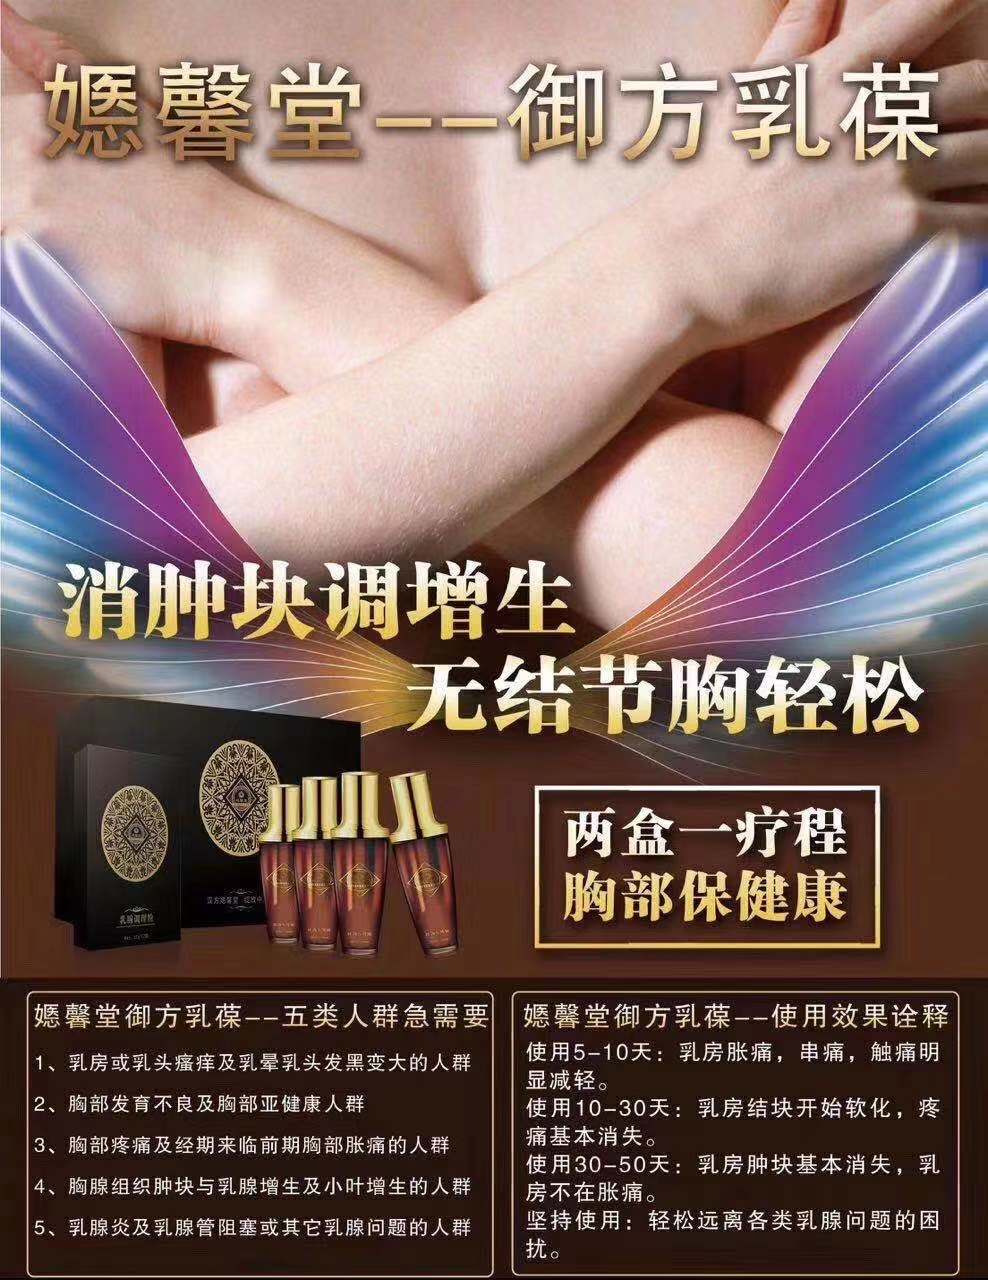 嬺馨堂--御方乳葆
消肿块调增生
无结节胸轻松
乳腺调理粉
两盒一疗程
胸部保健康
嬺馨堂御方乳葆--五类人群急需要
1、乳房或乳头瘙痒及乳晕乳头发黑变大的人群
2、胸部发育不良及胸部亚健康人群
3、胸部疼痛及经期来临前期胸部胀痛的人群
4、胸腺组织肿块与乳腺增生及小叶增生的人群
5、乳腺炎及乳腺管阻塞或其它乳腺问题的人群
嬺馨堂御方乳葆--使用效果诠释
使用5-10天：乳房胀痛，串痛，触痛明
显减轻。
使用10-30天：乳房结块开始软化，疼
痛基本消失。
使用30-50天：乳房肿块基本消失，乳
房不在胀痛。
坚持使用：轻松远离各类乳腺问题的困
扰。